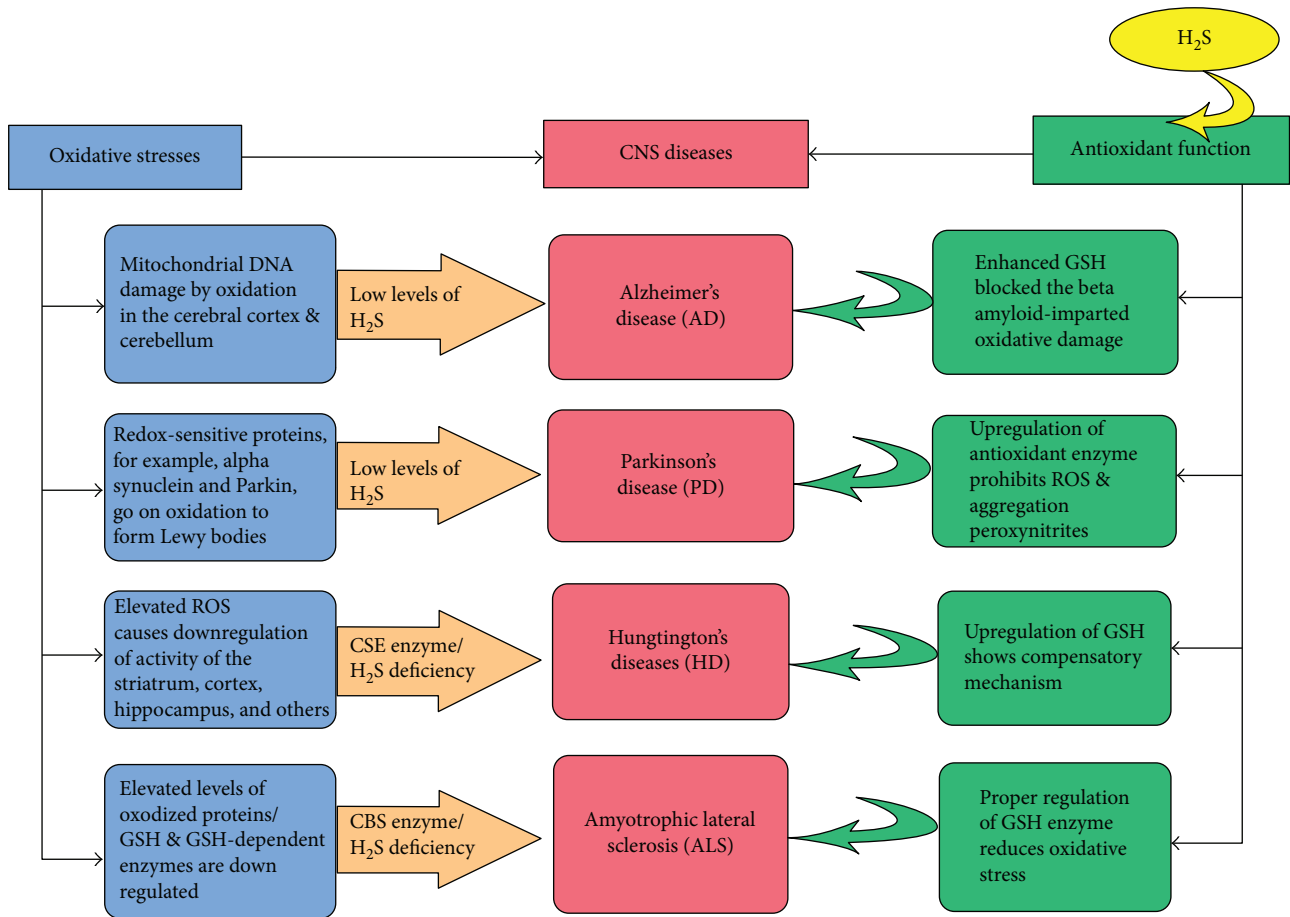 H₂S
Oxidative stresses
CNS diseases
Antioxidant function
Mitochondrial DNA
damage by oxidation
in the cerebral cortex &
cerebellum
Low levels of
H₂S
Alzheimer's
disease (AD)
Enhanced GSH
blocked the beta
amyloid-imparted
oxidative damage
Redox-sensitive proteins,
for example, alpha
synuclein and Parkin,
go on oxidation to
form Lewy bodies
Low levels of
H₂S
Parkinson's
disease (PD)
Upregulation of
antioxidant enzyme
prohibits ROS &
aggregation
peroxynitrites
Elevated ROS
causes downregulation
of activity of the
striatrum, cortex,
hippocampus, and others
CSE enzyme/
H₂S deficiency
Hungtington's
diseases (HD)
Upregulation of GSH
shows compensatory
mechanism
Elevated levels of
oxodized proteins/
GSH & GSH-dependent
enzymes are down
regulated
CBS enzyme/
H₂S deficiency
Amyotrophic lateral
sclerosis (ALS)
Proper regulation
of GSH enzyme
reduces oxidative
stress